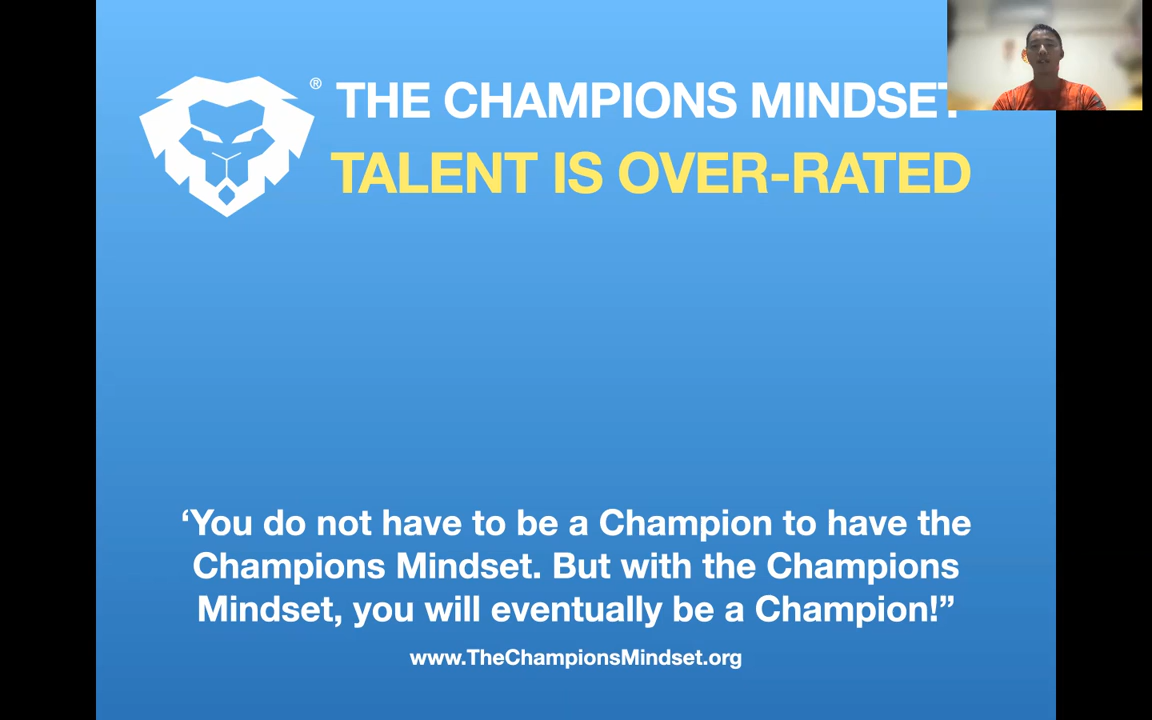 ®
THE CHAMPIONS MINDSET
TALENT IS OVER-RATED
‘You do not have to be a Champion to have the
Champions Mindset. But with the Champions
Mindset, you will eventually be a Champion!”
www.TheChampionsMindset.org